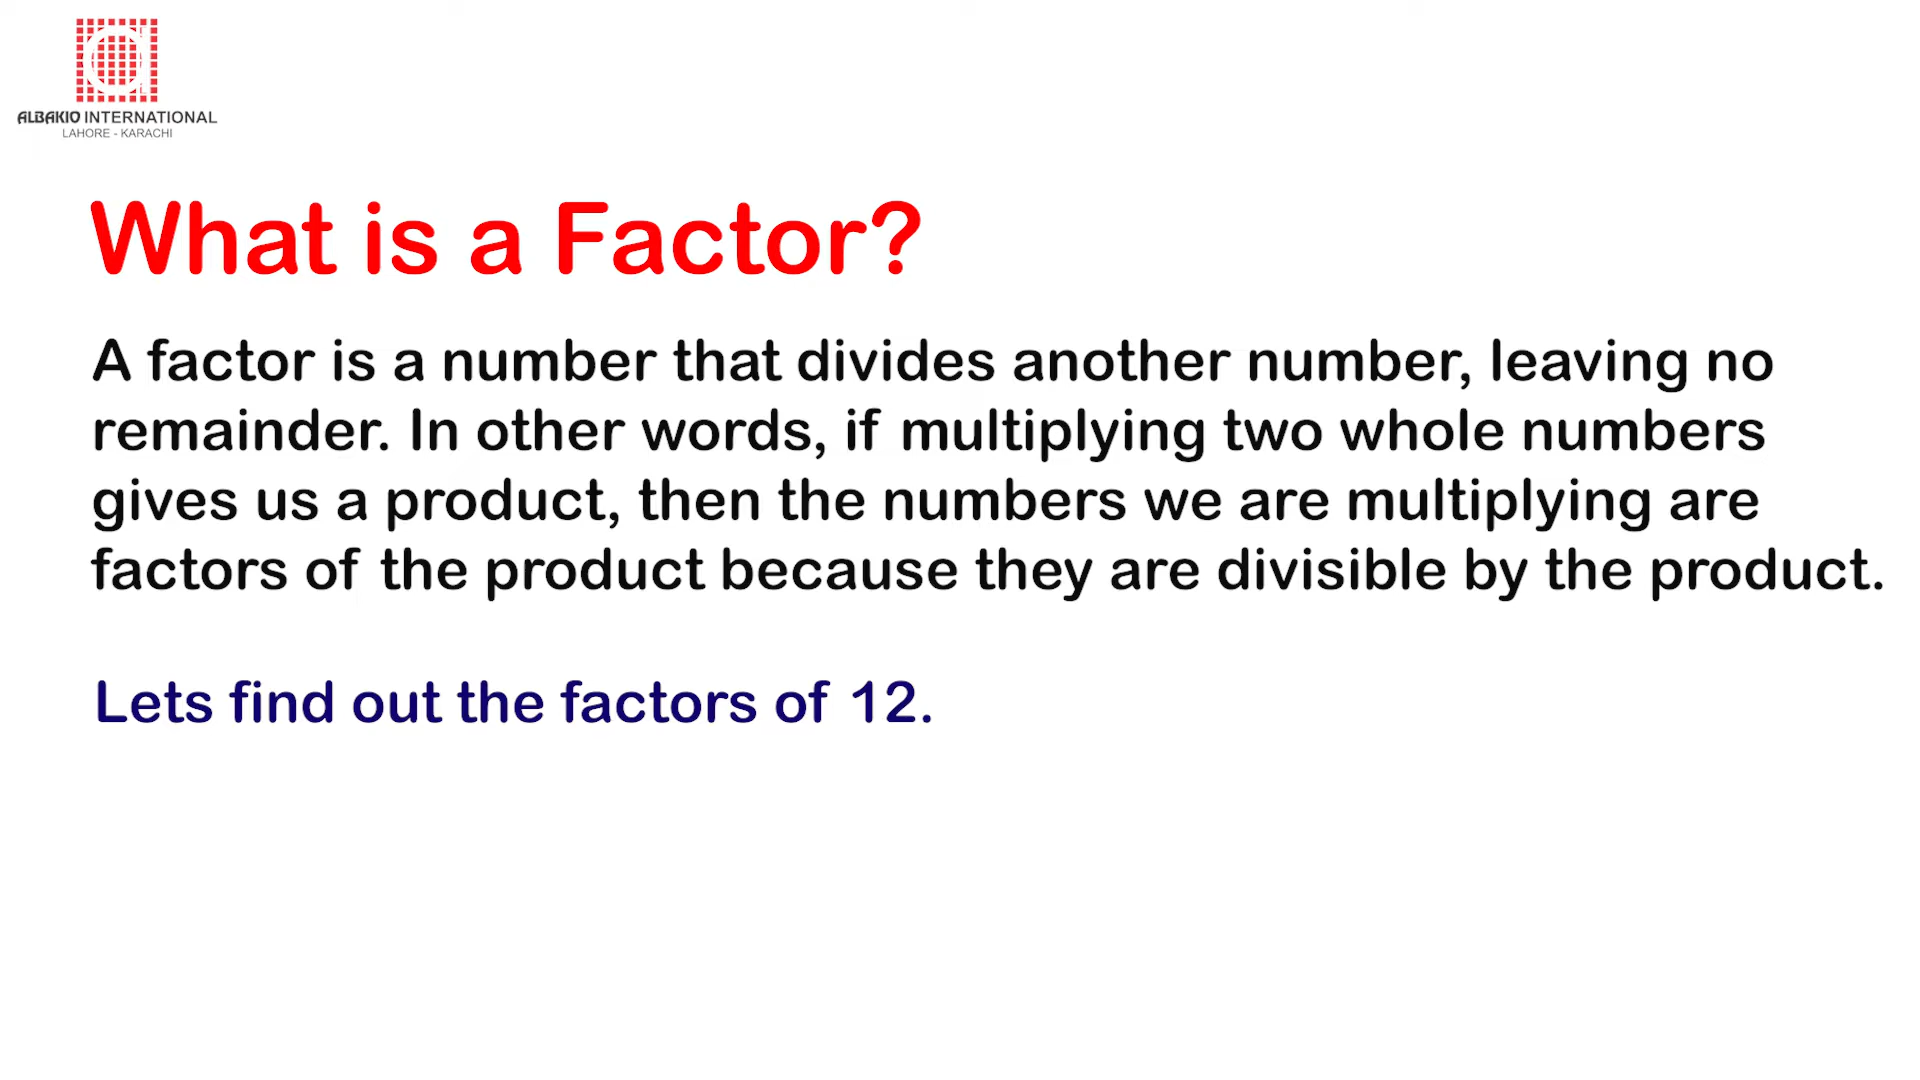 ALBAKIO INTERNATIONAL
LAHORE - KARACHI
What is a Factor?
A factor is a number that divides another number, leaving no
remainder. In other words, if multiplying two whole numbers
gives us a product, then the numbers we are multiplying are
factors of the product because they are divisible by the product.
Lets find out the factors of 12.